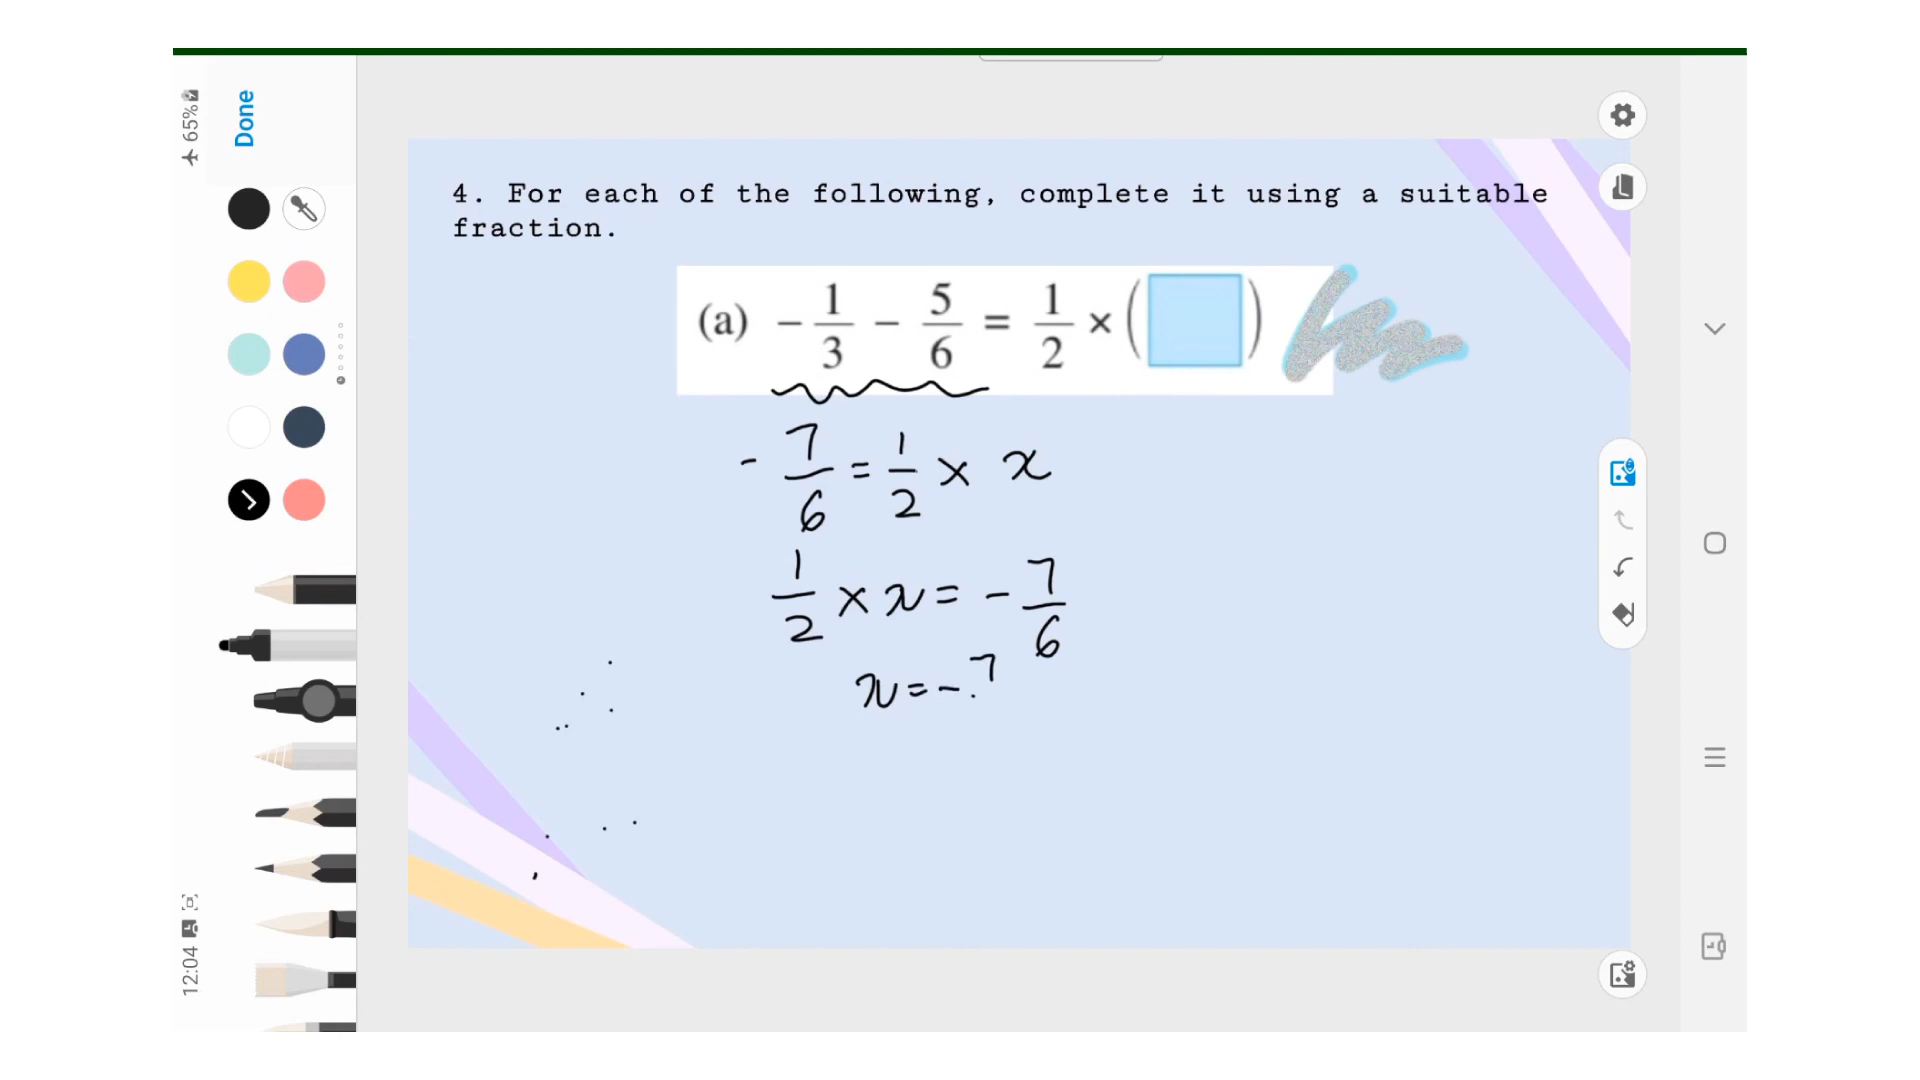 65%
Done
12:04
4. For each of the following, complete it using a suitable
fraction.
(a) -1/3 - 5/6 = 1/2 × ( )
- 7/6 = 1/2 × x
1/2 × x = - 7/6
x = - 7